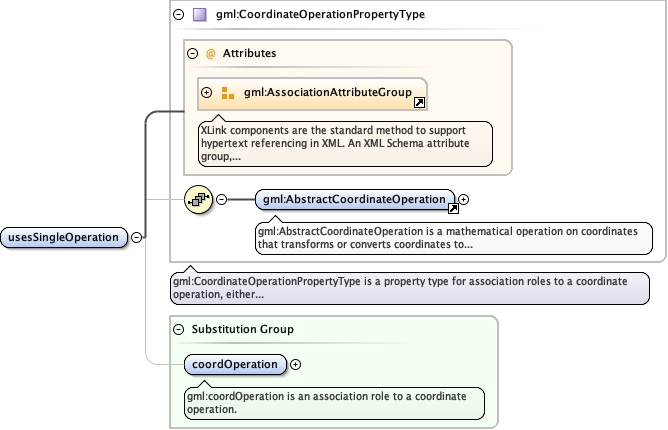 gml:CoordinateOperationPropertyType
@ Attributes
gml:AssociationAttributeGroup
XLink components are the standard method to support
hypertext referencing in XML. An XML Schema attribute
group,...
gml:AbstractCoordinateOperation
gml:AbstractCoordinateOperation is a mathematical operation on coordinates
that transforms or converts coordinates to...
usesSingleOperation
gml:CoordinateOperationPropertyType is a property type for association roles to a coordinate
operation, either...
Substitution Group
coordOperation
gml:coordOperation is an association role to a coordinate
operation.